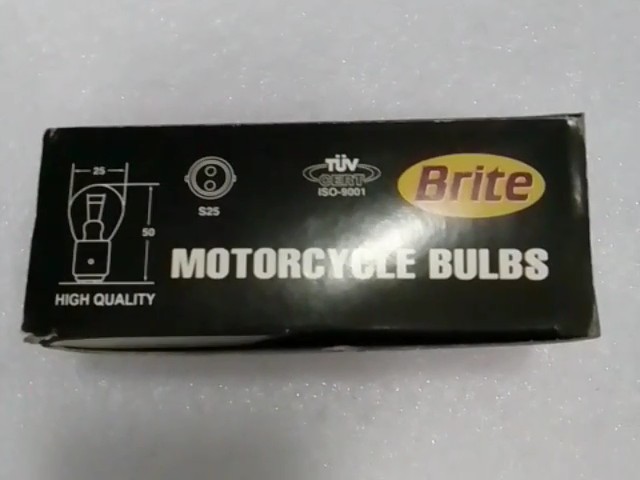 25
50
HIGH QUALITY
S25
TÜV
CERT
ISO-9001
Brite
MOTORCYCLE BULBS